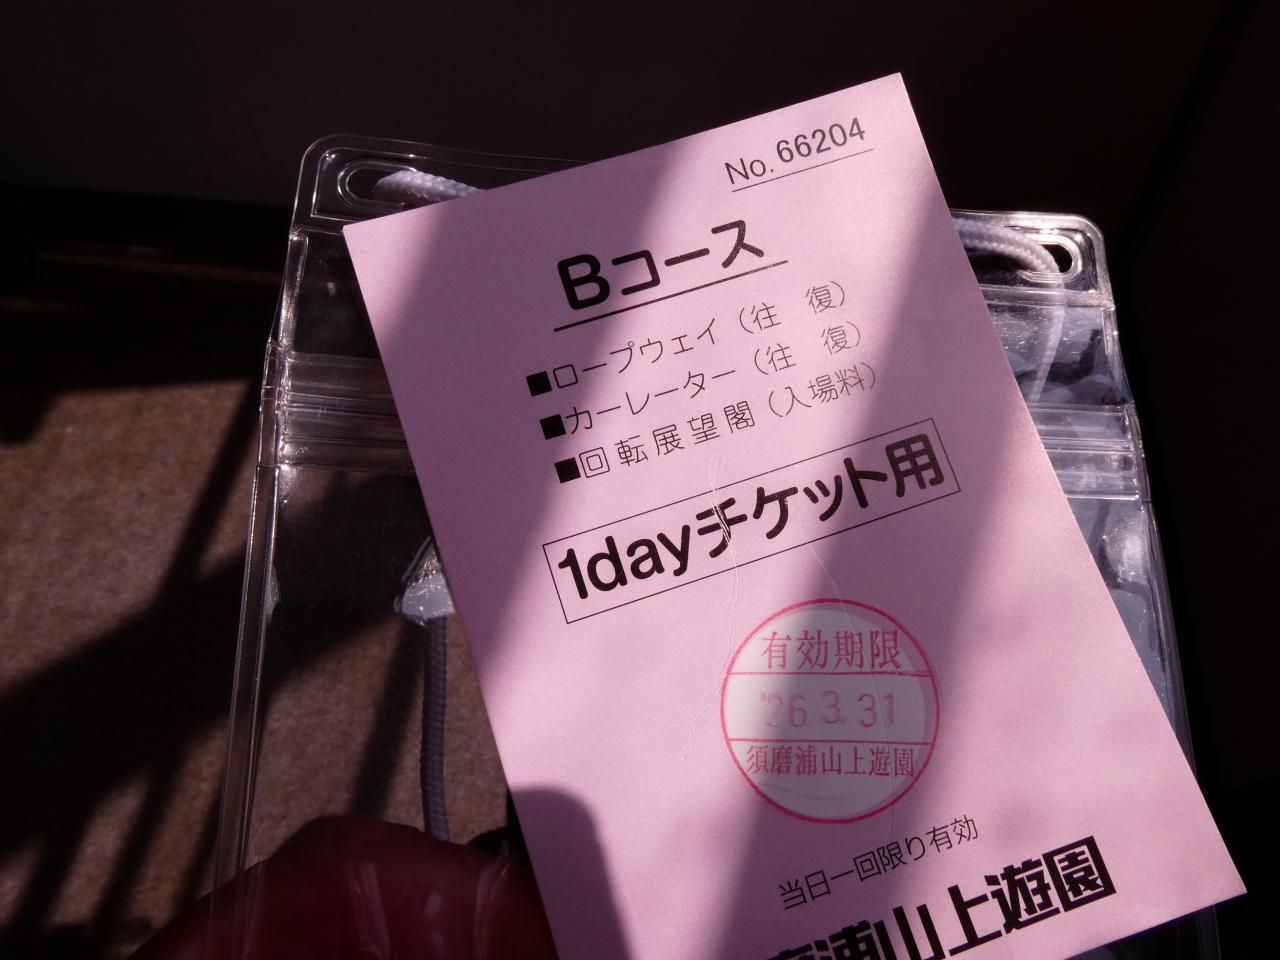 No. 66204
Bコース
■ロープウェイ（往　復）
■カーレーター（往　復）
■回転展望閣（入場料）
1dayチケット用
有効期限
'26.3.31
須磨浦山上遊園
当日一回限り有効
磨浦山上遊園